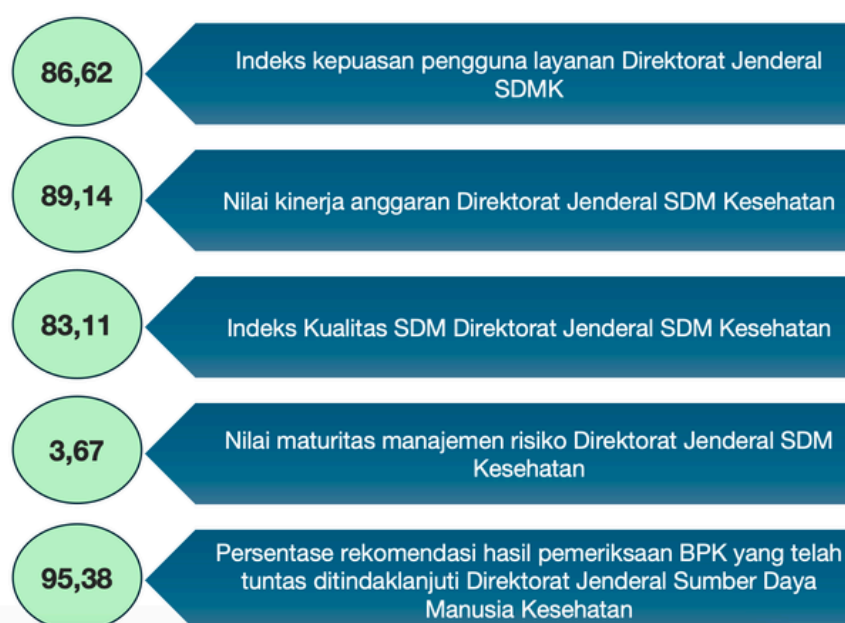 86,62
Indeks kepuasan pengguna layanan Direktorat Jenderal
SDMK
89,14
Nilai kinerja anggaran Direktorat Jenderal SDM Kesehatan
83,11
Indeks Kualitas SDM Direktorat Jenderal SDM Kesehatan
3,67
Nilai maturitas manajemen risiko Direktorat Jenderal SDM
Kesehatan
95,38
Persentase rekomendasi hasil pemeriksaan BPK yang telah
tuntas ditindaklanjuti Direktorat Jenderal Sumber Daya
Manusia Kesehatan